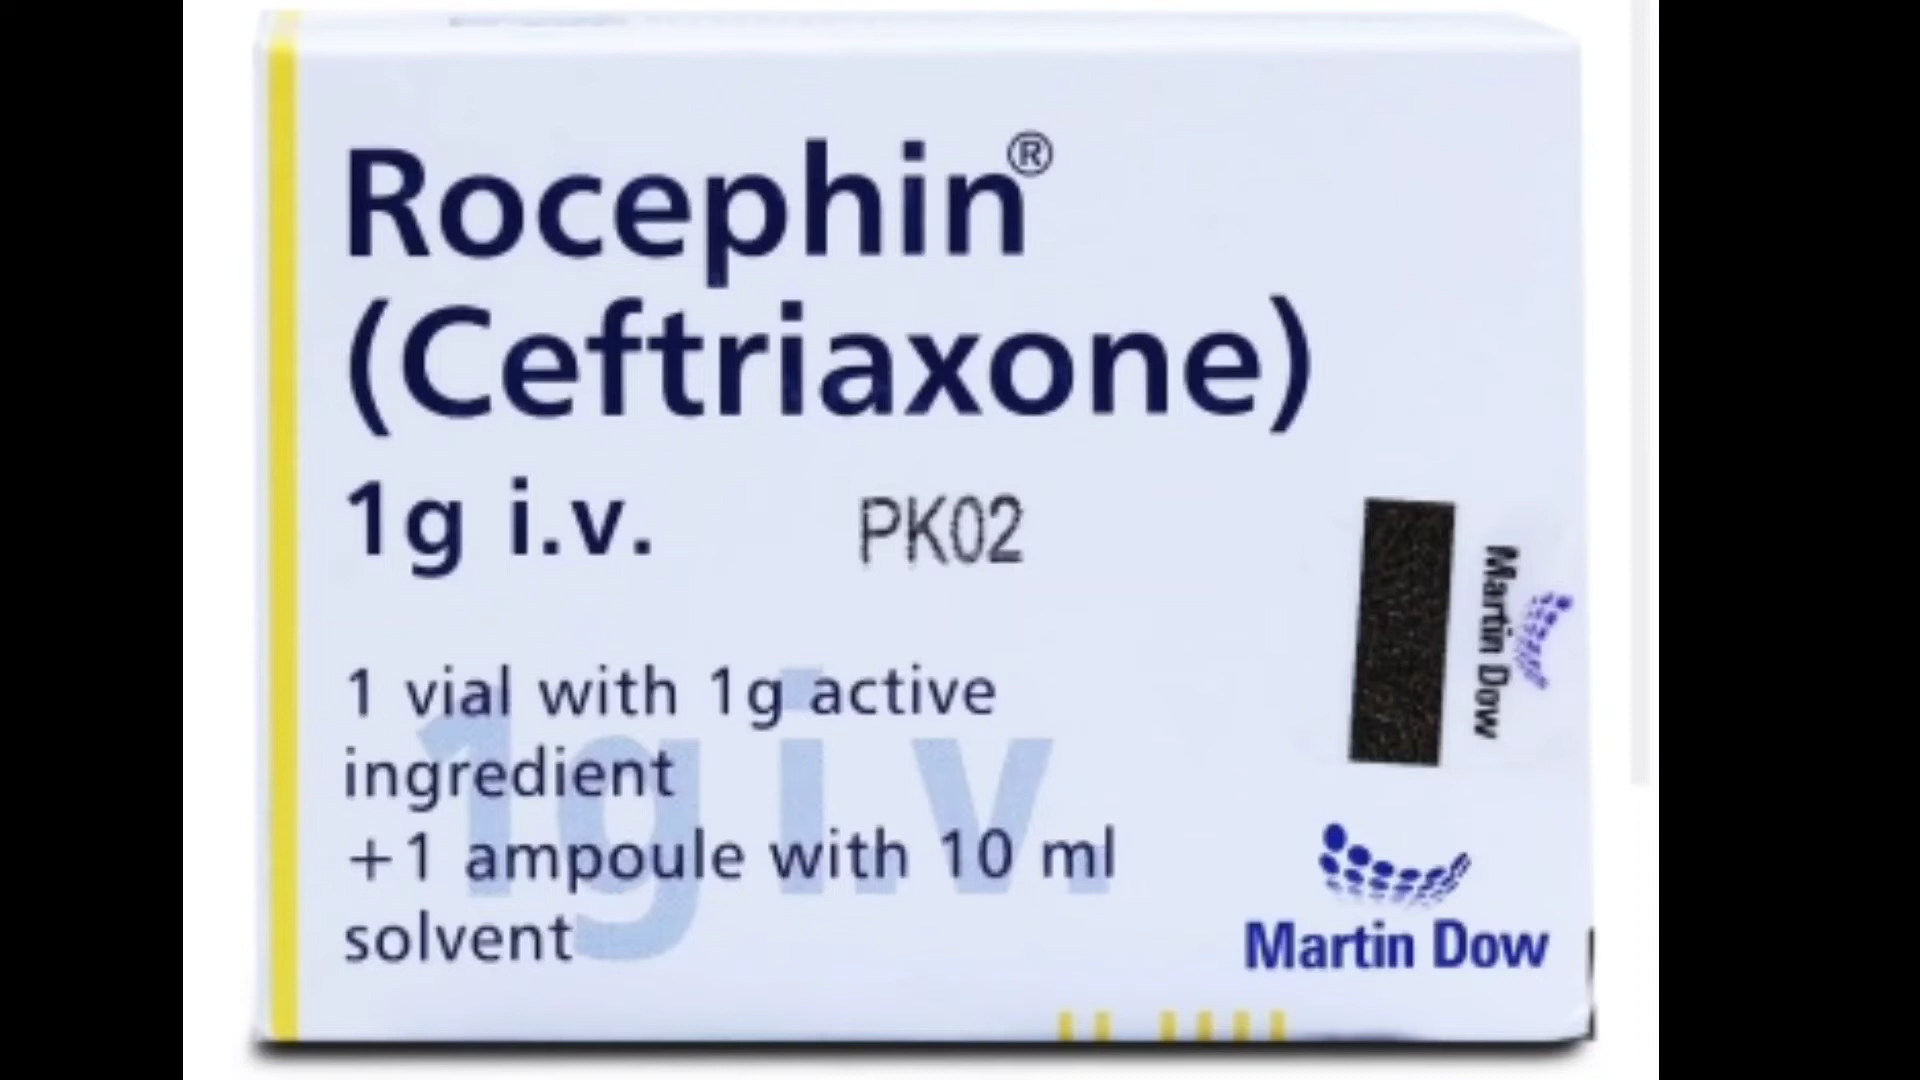 Rocephin®
(Ceftriaxone)
1g i.v. PK02
1 vial with 1g active
ingredient
+1 ampoule with 10 ml
solvent
1g i.v.
Martin Dow
Martin Dow